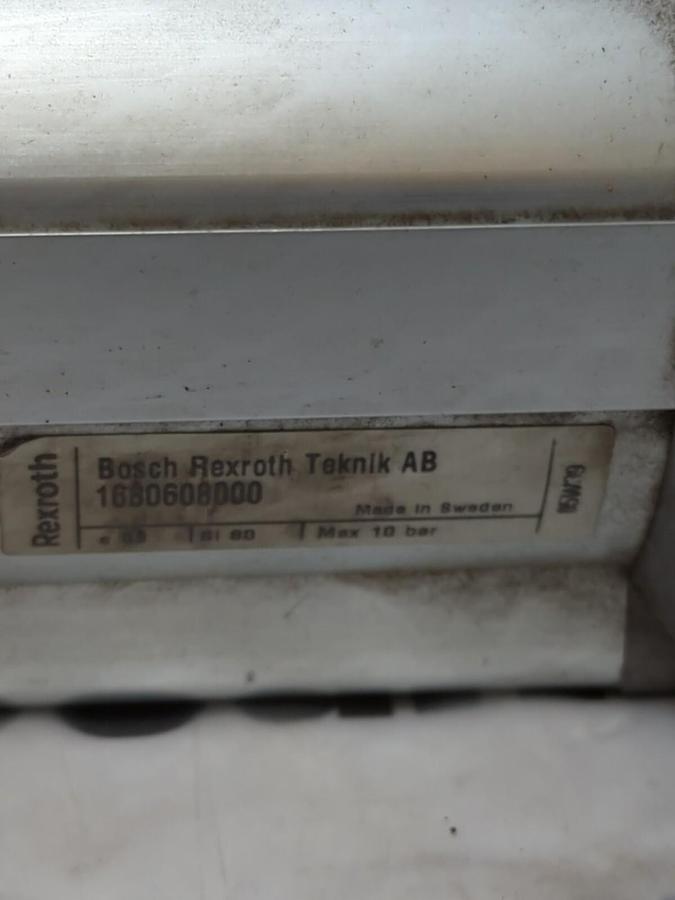 Rexroth
Bosch Rexroth Teknik AB
1680608000
Made in Sweden
Max 10 bar